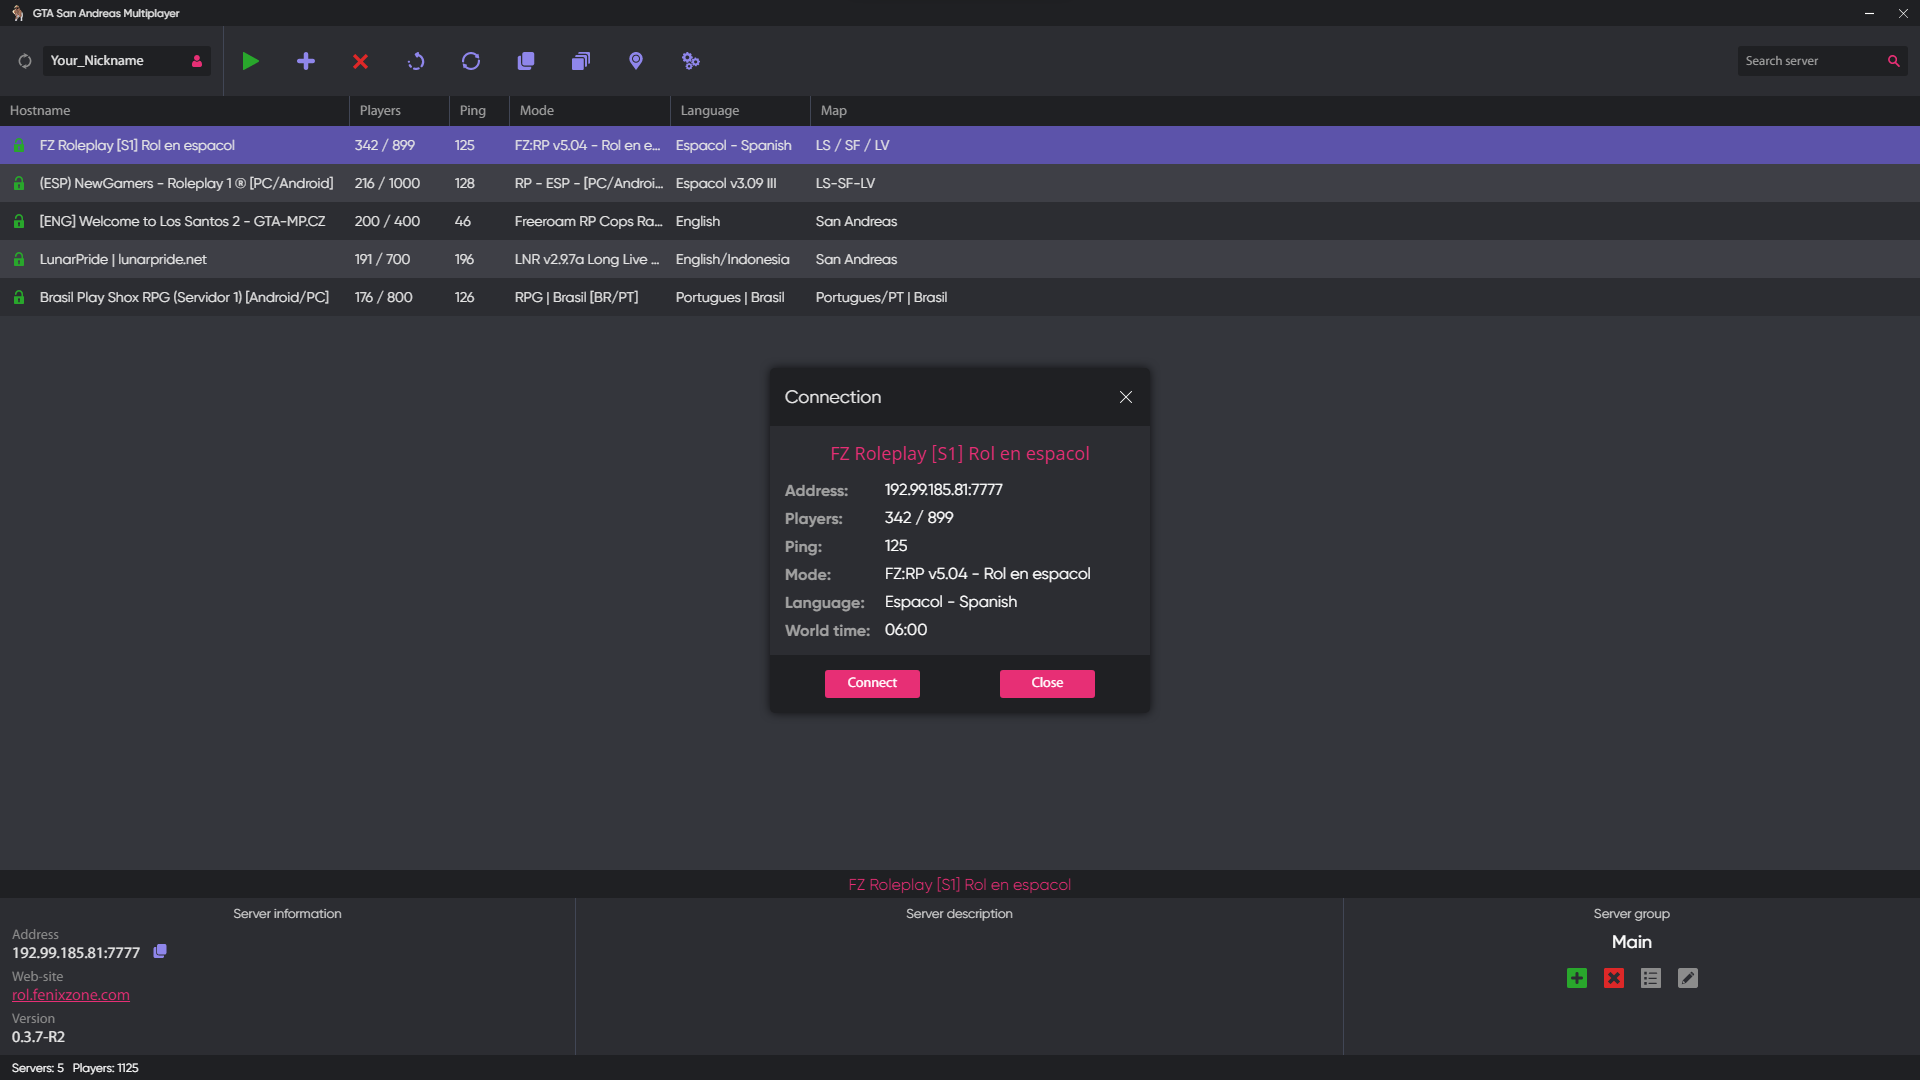 GTA San Andreas Multiplayer
Your_Nickname
Search server
Hostname Players Ping Mode Language Map
FZ Roleplay [S1] Rol en espacol 342 / 899 125 FZ:RP v5.04 - Rol en e... Espacol - Spanish LS / SF / LV
(ESP) NewGamers - Roleplay 1 ® [PC/Android] 216 / 1000 128 RP - ESP - [PC/Androi... Espacol v3.09 III LS-SF-LV
[ENG] Welcome to Los Santos 2 - GTA-MP.CZ 200 / 400 46 Freeroam RP Cops Ra... English San Andreas
LunarPride | lunarpride.net 191 / 700 196 LNR v2.9.7a Long Live ... English/Indonesia San Andreas
Brasil Play Shox RPG (Servidor 1) [Android/PC] 176 / 800 126 RPG | Brasil [BR/PT] Portugues | Brasil Portugues/PT | Brasil
Connection
FZ Roleplay [S1] Rol en espacol
Address: 192.99.185.81:7777
Players: 342 / 899
Ping: 125
Mode: FZ:RP v5.04 - Rol en espacol
Language: Espacol - Spanish
World time: 06:00
Connect Close
FZ Roleplay [S1] Rol en espacol
Server information
Address
192.99.185.81:7777
Web-site
rol.fenixzone.com
Version
0.3.7-R2
Server description
Server group
Main
Servers: 5 Players: 1125